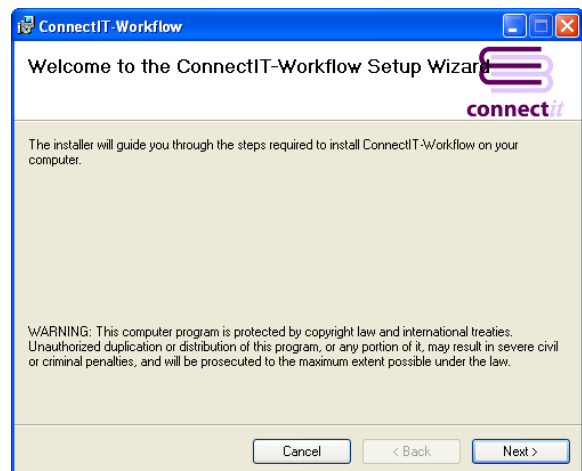 ConnectIT-Workflow
Welcome to the ConnectIT-Workflow Setup Wizard
connectit
The installer will guide you through the steps required to install ConnectIT-Workflow on your
computer.
WARNING: This computer program is protected by copyright law and international treaties.
Unauthorized duplication or distribution of this program, or any portion of it, may result in severe civil
or criminal penalties, and will be prosecuted to the maximum extent possible under the law.
Cancel
< Back
Next >